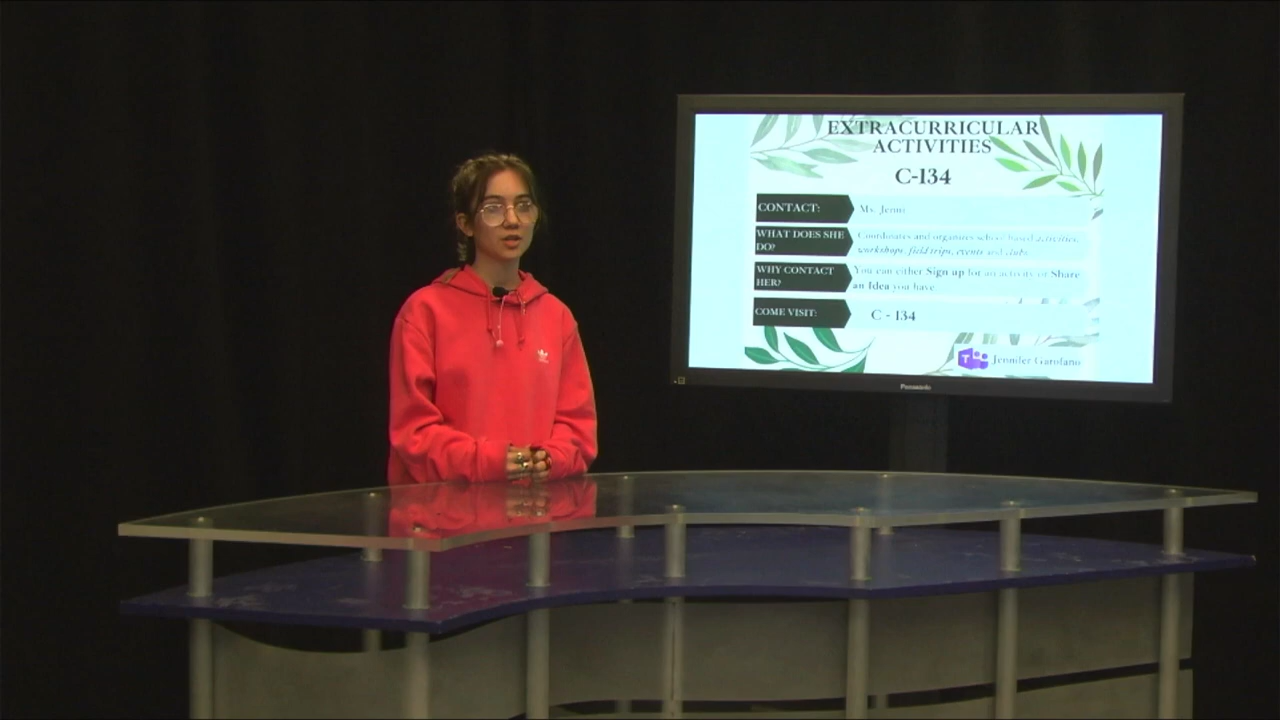 EXTRACURRICULAR
ACTIVITIES
C-134
CONTACT: Ms. Jenni
WHAT DOES SHE DO? Coordinates and organizes school based activities,
workshops, field trips, events and clubs.
WHY CONTACT HER? You can either Sign up for an activity or Share
an Idea you have
COME VISIT: C - 134
T
Jennifer Garofano
Panasonic